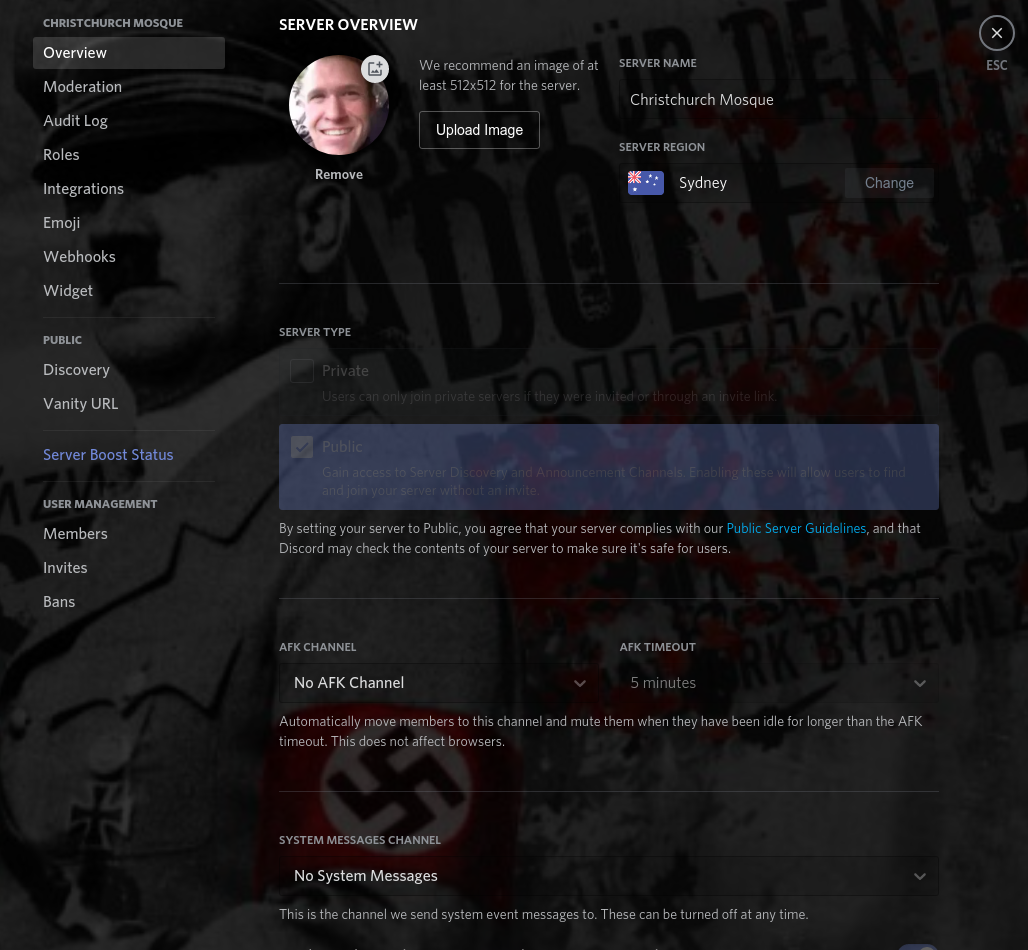 CHRISTCHURCH MOSQUE
Overview
Moderation
Audit Log
Roles
Integrations
Emoji
Webhooks
Widget
PUBLIC
Discovery
Vanity URL
Server Boost Status
USER MANAGEMENT
Members
Invites
Bans
SERVER OVERVIEW
Remove
We recommend an image of at
least 512x512 for the server.
Upload Image
SERVER NAME
Christchurch Mosque
SERVER REGION
Sydney
Change
ESC
SERVER TYPE
Private
Users can only join private servers if they were invited or through an invite link.
Public
Gain access to Server Discovery and Announcement Channels. Enabling these will allow users to find
and join your server without an invite.
By setting your server to Public, you agree that your server complies with our Public Server Guidelines, and that
Discord may check the contents of your server to make sure it's safe for users.
AFK CHANNEL
No AFK Channel
AFK TIMEOUT
5 minutes
Automatically move members to this channel and mute them when they have been idle for longer than the AFK
timeout. This does not affect browsers.
SYSTEM MESSAGES CHANNEL
No System Messages
This is the channel we send system event messages to. These can be turned off at any time.
FÜR DEN
ADOLF
ГОЛЛАНДСКИЙ
ARK BY:DEVIL